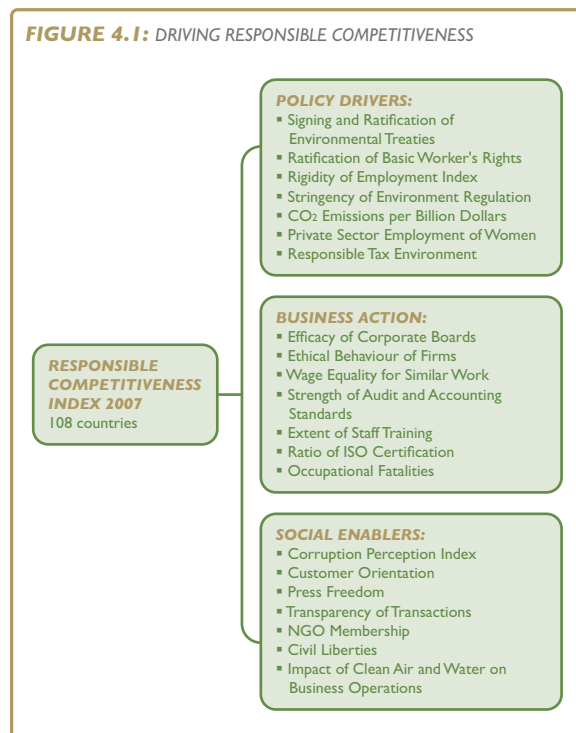 FIGURE 4.1: DRIVING RESPONSIBLE COMPETITIVENESS
RESPONSIBLE
COMPETITIVENESS
INDEX 2007
108 countries
POLICY DRIVERS:
▪ Signing and Ratification of
Environmental Treaties
▪ Ratification of Basic Worker's Rights
▪ Rigidity of Employment Index
▪ Stringency of Environment Regulation
▪ CO₂ Emissions per Billion Dollars
▪ Private Sector Employment of Women
▪ Responsible Tax Environment
BUSINESS ACTION:
▪ Efficacy of Corporate Boards
▪ Ethical Behaviour of Firms
▪ Wage Equality for Similar Work
▪ Strength of Audit and Accounting
Standards
▪ Extent of Staff Training
▪ Ratio of ISO Certification
▪ Occupational Fatalities
SOCIAL ENABLERS:
▪ Corruption Perception Index
▪ Customer Orientation
▪ Press Freedom
▪ Transparency of Transactions
▪ NGO Membership
▪ Civil Liberties
▪ Impact of Clean Air and Water on
Business Operations